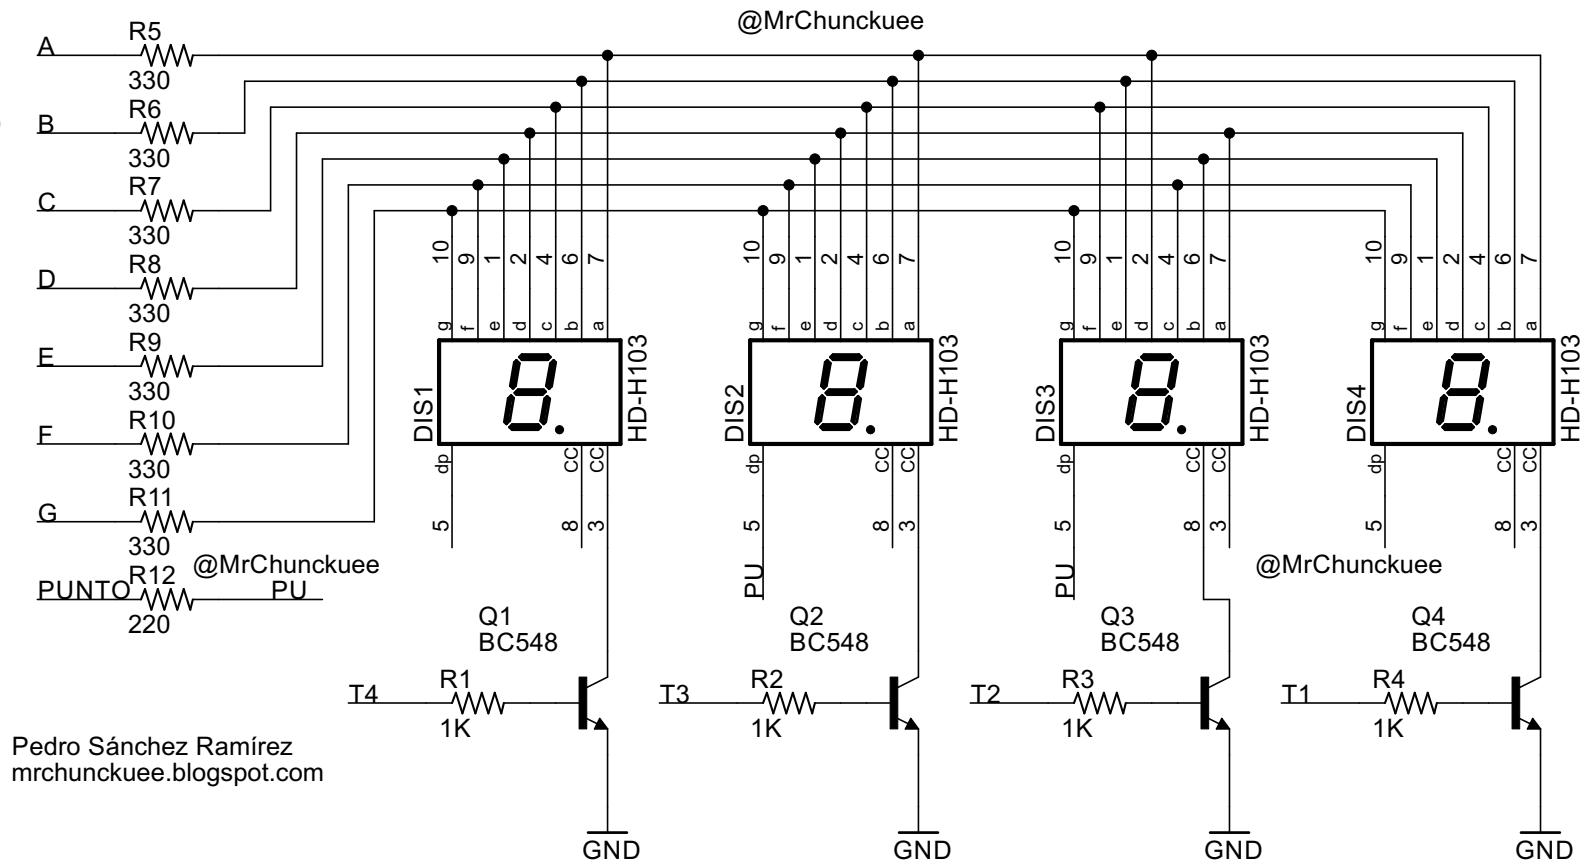 @MrChunckuee
A
R5
330
B
R6
330
C
R7
330
D
R8
330
E
R9
330
F
R10
330
G
R11
330
@MrChunckuee
PUNTO
R12
220
PU
10 9 1 2 4 6 7
g f e d c b a
DIS1
HD-H103
dp CC CC
5 8 3
10 9 1 2 4 6 7
g f e d c b a
DIS2
HD-H103
dp CC CC
5 8 3
PU
10 9 1 2 4 6 7
g f e d c b a
DIS3
HD-H103
dp CC CC
5 8 3
PU
10 9 1 2 4 6 7
g f e d c b a
DIS4
HD-H103
dp CC CC
5 8 3
@MrChunckuee
Q1
BC548
T4
R1
1K
GND
Q2
BC548
T3
R2
1K
GND
Q3
BC548
T2
R3
1K
GND
Q4
BC548
T1
R4
1K
GND
Pedro Sánchez Ramírez
mrchunckuee.blogspot.com